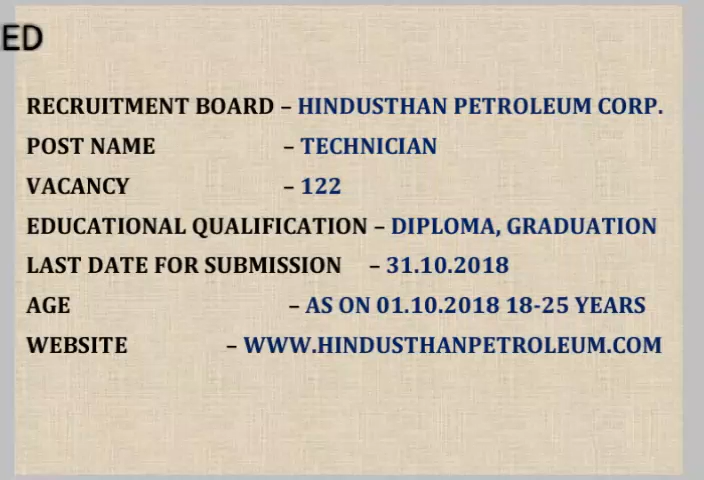 ED
RECRUITMENT BOARD – HINDUSTHAN PETROLEUM CORP.
POST NAME – TECHNICIAN
VACANCY – 122
EDUCATIONAL QUALIFICATION – DIPLOMA, GRADUATION
LAST DATE FOR SUBMISSION – 31.10.2018
AGE – AS ON 01.10.2018 18-25 YEARS
WEBSITE – WWW.HINDUSTHANPETROLEUM.COM